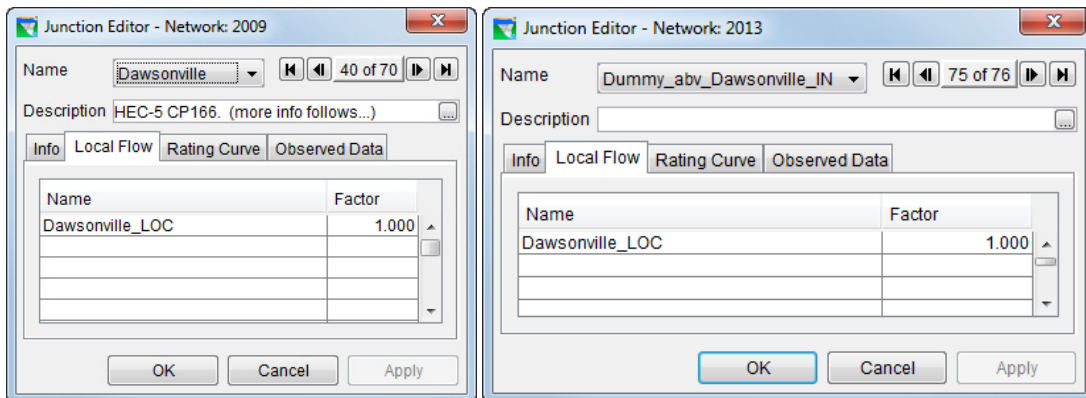 Junction Editor - Network: 2009
Name Dawsonville 40 of 70
Description HEC-5 CP166. (more info follows...) ...
Info Local Flow Rating Curve Observed Data
Name Factor
Dawsonville_LOC 1.000
OK Cancel Apply
Junction Editor - Network: 2013
Name Dummy_abv_Dawsonville_IN 75 of 76
Description ...
Info Local Flow Rating Curve Observed Data
Name Factor
Dawsonville_LOC 1.000
OK Cancel Apply